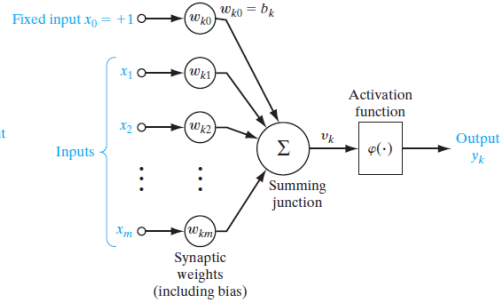 Fixed input x₀ = +1
wₖ₀
wₖ₀ = bₖ
x₁
wₖ₁
Activation
function
x₂
wₖ₂
Inputs
Σ
vₖ
φ(·)
Output
yₖ
Summing
junction
xₘ
wₖₘ
Synaptic
weights
(including bias)